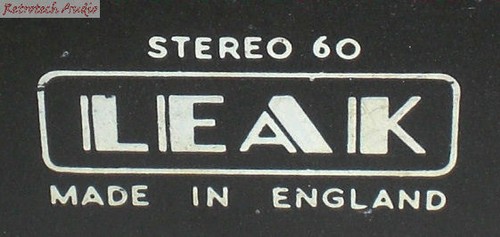 Retrotech Audio
STEREO 60
LEAK
MADE IN ENGLAND